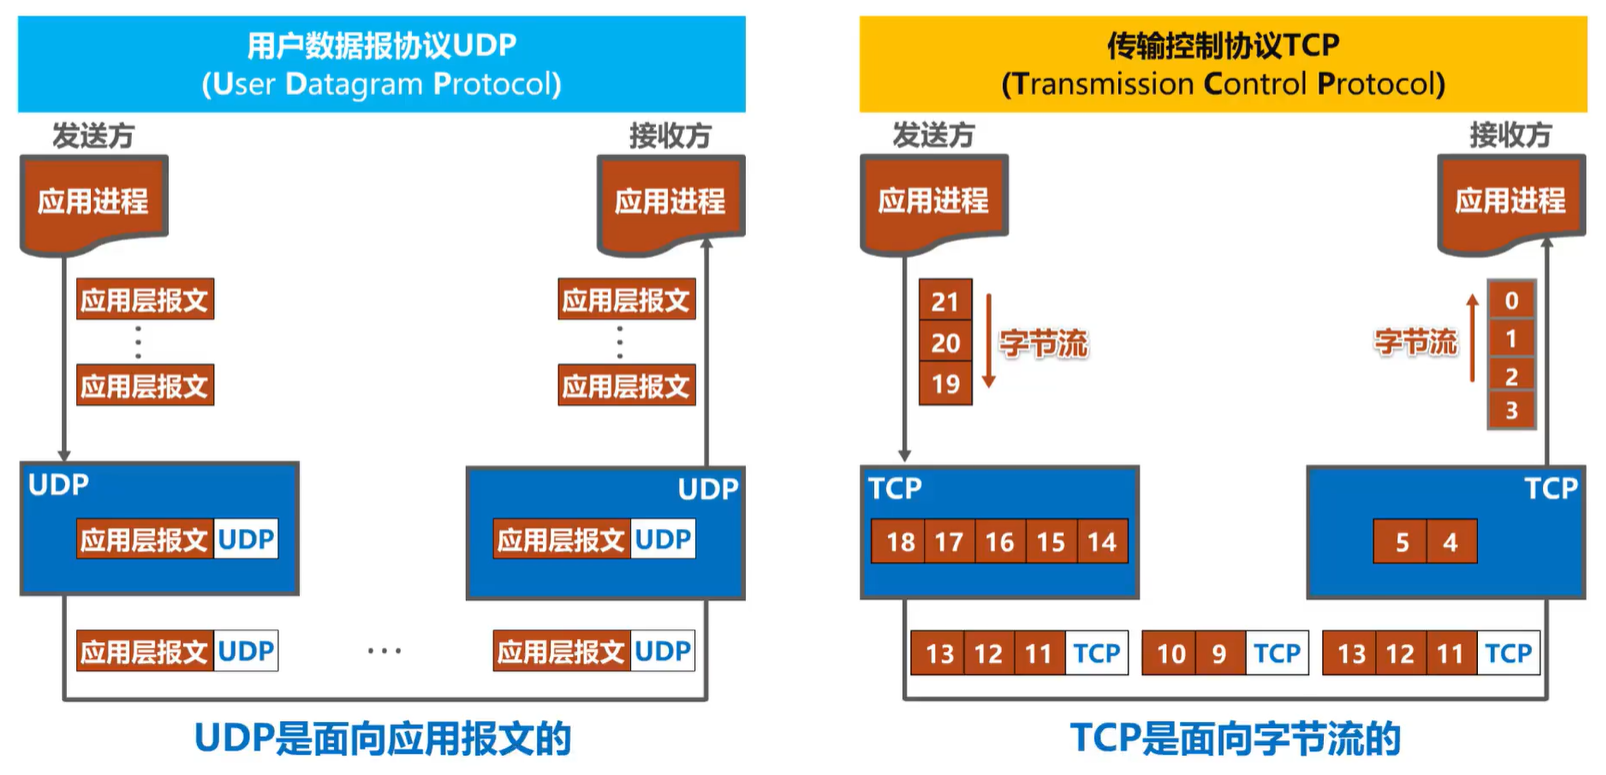 用户数据报协议UDP
(User Datagram Protocol)
发送方
接收方
应用进程
应用进程
应用层报文
应用层报文
应用层报文
应用层报文
UDP
UDP
应用层报文 UDP
应用层报文 UDP
应用层报文 UDP
...
应用层报文 UDP
UDP是面向应用报文的
传输控制协议TCP
(Transmission Control Protocol)
发送方
接收方
应用进程
应用进程
21
20
19
字节流
字节流
0
1
2
3
TCP
TCP
18 17 16 15 14
5 4
13 12 11 TCP
10 9 TCP
13 12 11 TCP
TCP是面向字节流的